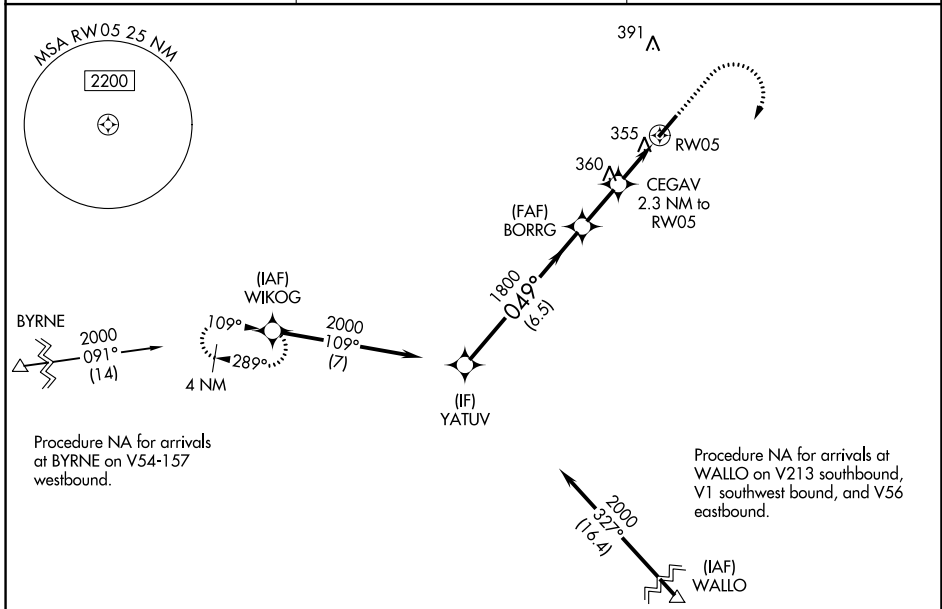 MSA RW05 25 NM
2200
391
355
RW05
360
CEGAV
2.3 NM to
RW05
(FAF)
BORRG
1800
049°
(6.5)
(IAF)
WIKOG
BYRNE
2000
091°
(14)
109°
289°
4 NM
2000
109°
(7)
(IF)
YATUV
Procedure NA for arrivals
at BYRNE on V54-157
westbound.
Procedure NA for arrivals at
WALLO on V213 southbound,
V1 southwest bound, and V56
eastbound.
2000
327°
(16.4)
(IAF)
WALLO